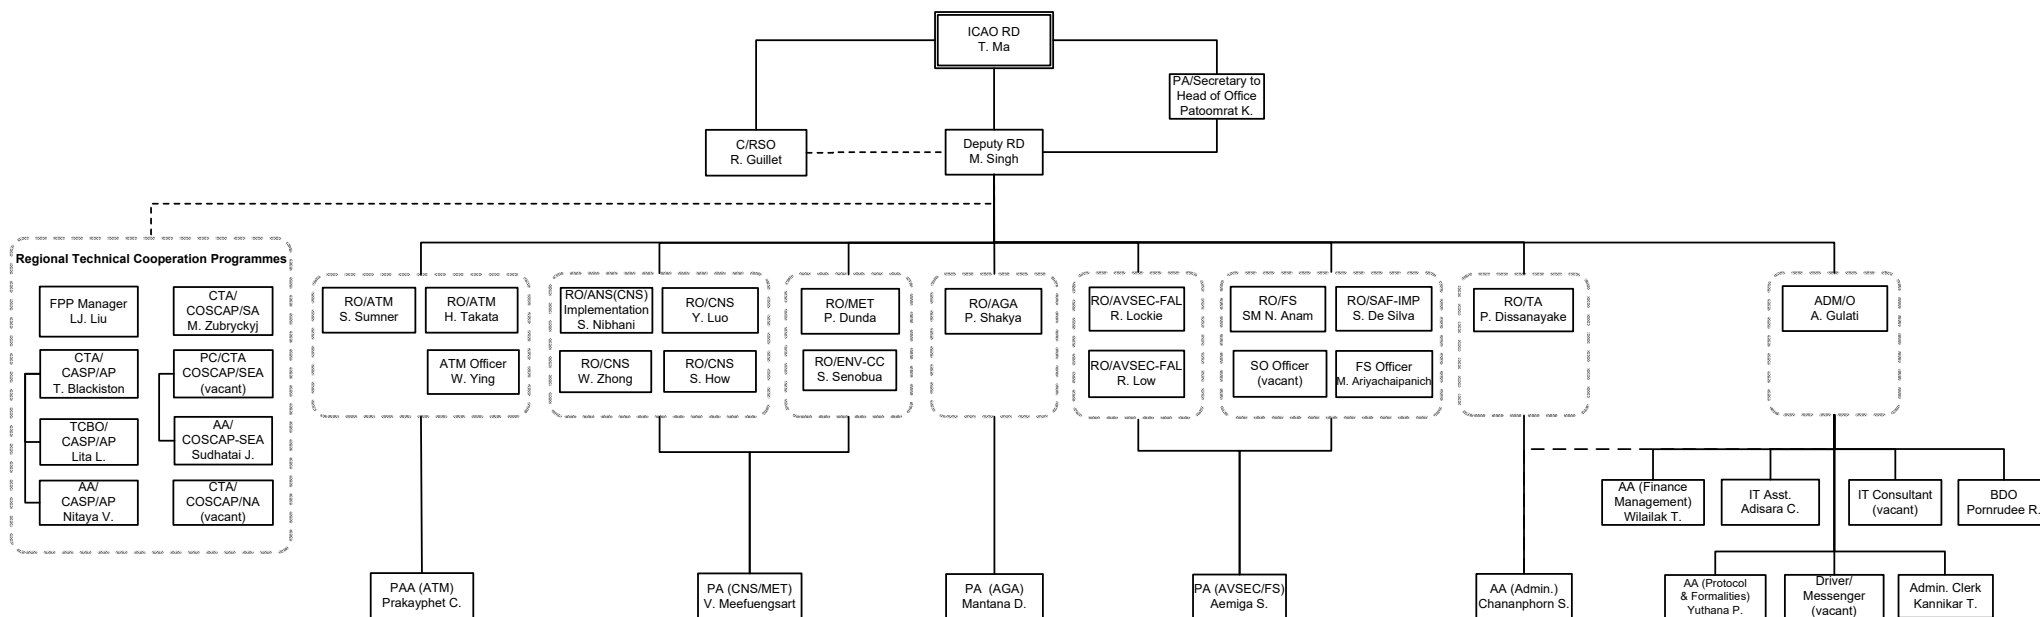 ICAO RD
T. Ma
PA/Secretary to
Head of Office
Patoomrat K.
C/RSO
R. Guillet
Deputy RD
M. Singh
Regional Technical Cooperation Programmes
FPP Manager
LJ. Liu
CTA/
COSCAP/SA
M. Zubryckyj
CTA/
CASP/AP
T. Blackiston
PC/CTA
COSCAP/SEA
(vacant)
TCBO/
CASP/AP
Lita L.
AA/
COSCAP-SEA
Sudhatai J.
AA/
CASP/AP
Nitaya V.
CTA/
COSCAP/NA
(vacant)
RO/ATM
S. Sumner
RO/ATM
H. Takata
ATM Officer
W. Ying
RO/ANS(CNS)
Implementation
S. Nibhani
RO/CNS
Y. Luo
RO/CNS
W. Zhong
RO/CNS
S. How
RO/MET
P. Dunda
RO/ENV-CC
S. Senobua
RO/AGA
P. Shakya
RO/AVSEC-FAL
R. Lockie
RO/AVSEC-FAL
R. Low
RO/FS
SM N. Anam
RO/SAF-IMP
S. De Silva
SO Officer
(vacant)
FS Officer
M. Ariyachaipanich
RO/TA
P. Dissanayake
ADM/O
A. Gulati
AA (Finance
Management)
Wilailak T.
IT Asst.
Adisara C.
IT Consultant
(vacant)
BDO
Pornrudee R.
PAA (ATM)
Prakayphet C.
PA (CNS/MET)
V. Meefuengsart
PA (AGA)
Mantana D.
PA (AVSEC/FS)
Aemiga S.
AA (Admin.)
Chananphorn S.
AA (Protocol
& Formalities)
Yuthana P.
Driver/
Messenger
(vacant)
Admin. Clerk
Kannikar T.